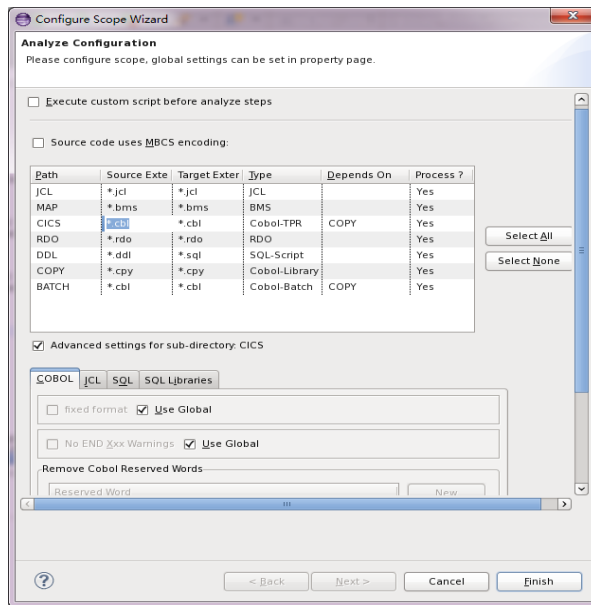 Configure Scope Wizard
Analyze Configuration
Please configure scope, global settings can be set in property page.
Execute custom script before analyze steps
Source code uses MBCS encoding:
Path Source Exte Target Exter Type Depends On Process ?
JCL *.jcl *.jcl JCL Yes
MAP *.bms *.bms BMS Yes
CICS *.cbl *.cbl Cobol-TPR COPY Yes
RDO *.rdo *.rdo RDO Yes
DDL *.ddl *.sql SQL-Script Yes
COPY *.cpy *.cpy Cobol-Library Yes
BATCH *.cbl *.cbl Cobol-Batch COPY Yes
Select All
Select None
Advanced settings for sub-directory: CICS
COBOL JCL SQL SQL Libraries
fixed format Use Global
No END Xxx Warnings Use Global
Remove Cobol Reserved Words
Reserved Word New
? < Back Next > Cancel Finish